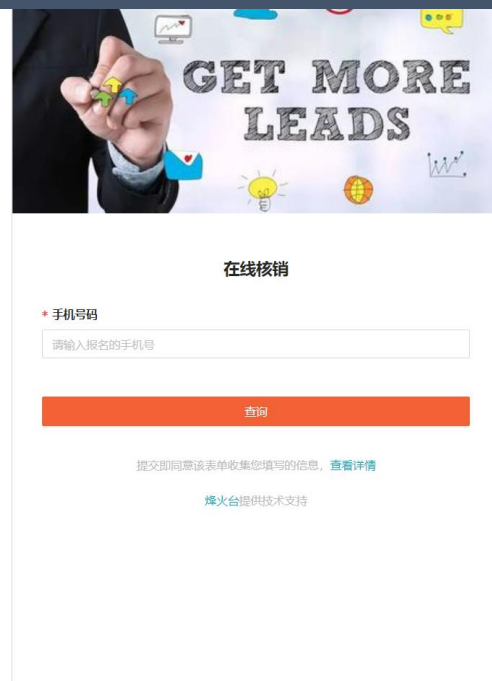 GET MORE
LEADS
在线核销
* 手机号码
请输入报名的手机号
查询
提交即同意该表单收集您填写的信息，查看详情
烽火台提供技术支持